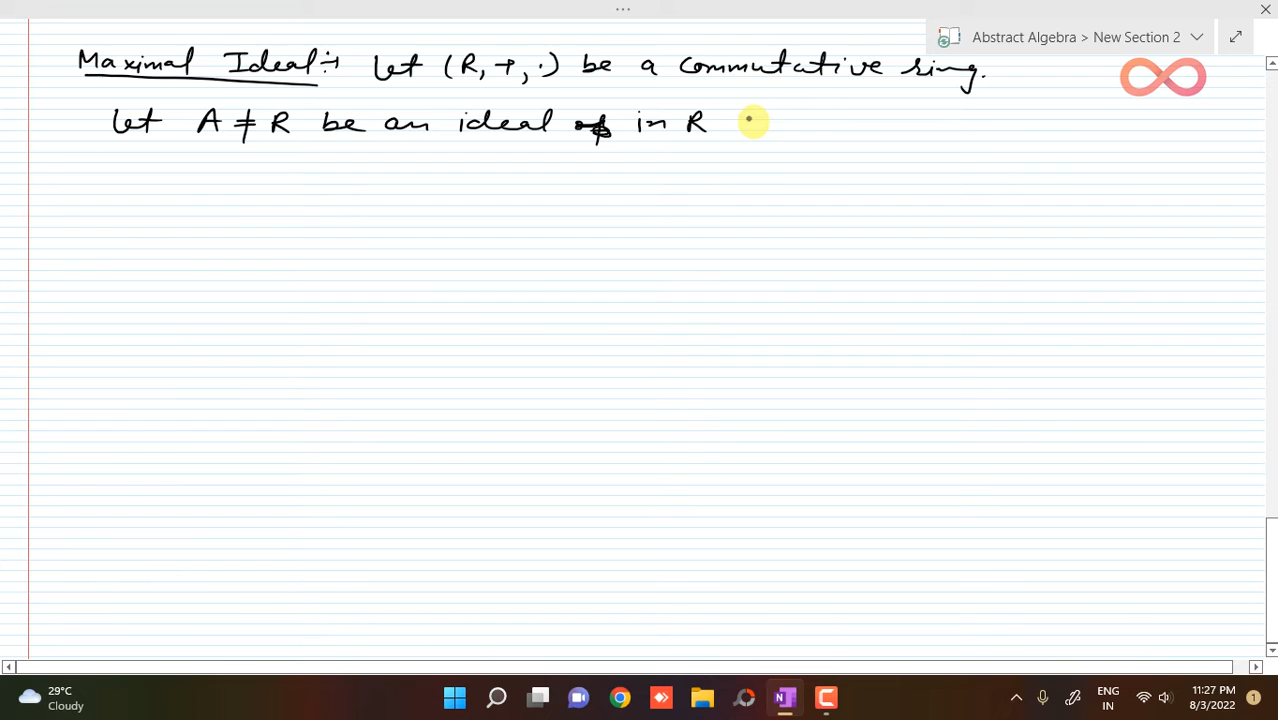 ...
Abstract Algebra > New Section 2
Maximal Ideal:- Let (R, +, ·) be a commutative ring.
Let A ≠ R be an ideal in R
29°C
Cloudy
ENG
IN
11:27 PM
8/3/2022
1